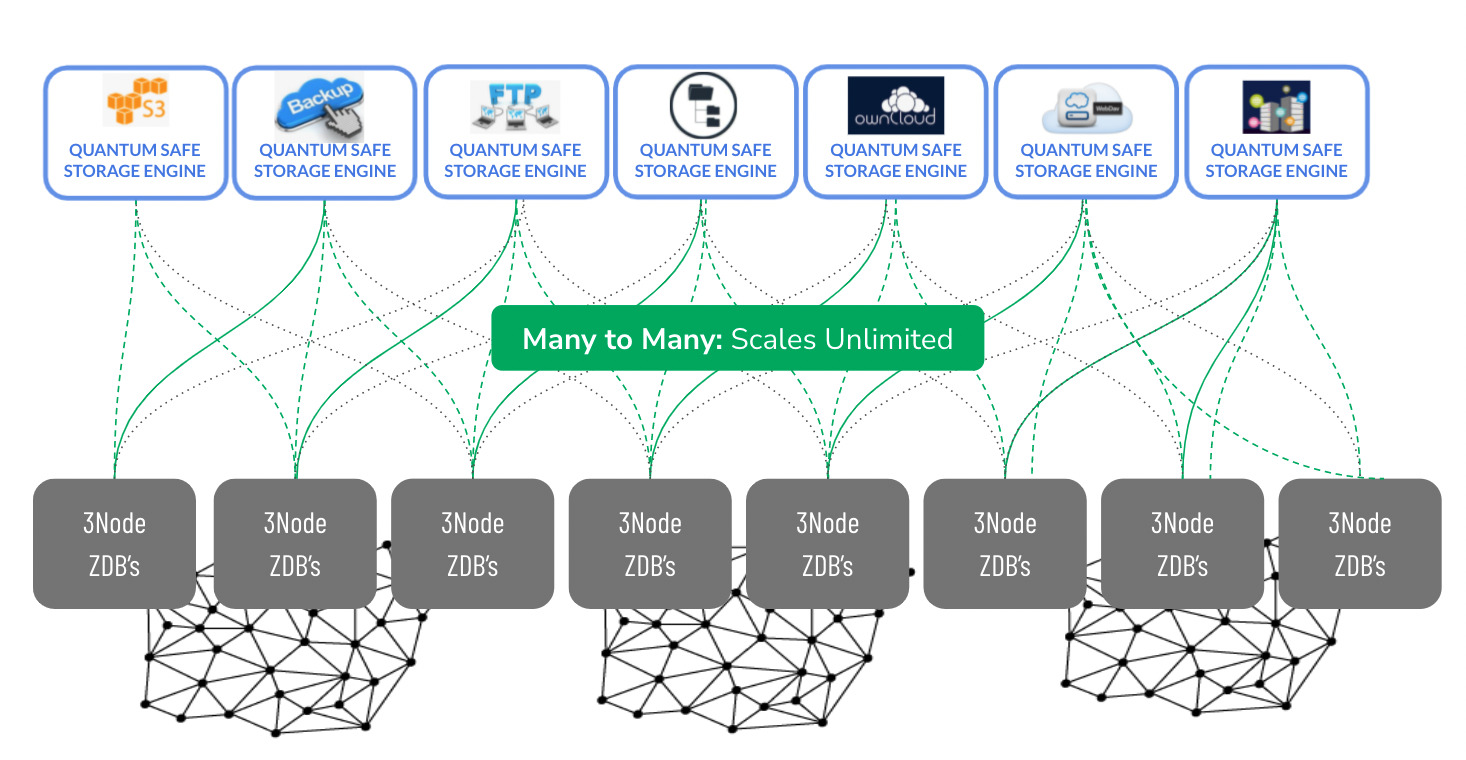 S3
QUANTUM SAFE
STORAGE ENGINE
Backup
QUANTUM SAFE
STORAGE ENGINE
FTP
QUANTUM SAFE
STORAGE ENGINE
QUANTUM SAFE
STORAGE ENGINE
ownCloud
QUANTUM SAFE
STORAGE ENGINE
WebDav
QUANTUM SAFE
STORAGE ENGINE
QUANTUM SAFE
STORAGE ENGINE
Many to Many: Scales Unlimited
3Node
ZDB's
3Node
ZDB's
3Node
ZDB's
3Node
ZDB's
3Node
ZDB's
3Node
ZDB's
3Node
ZDB's
3Node
ZDB's